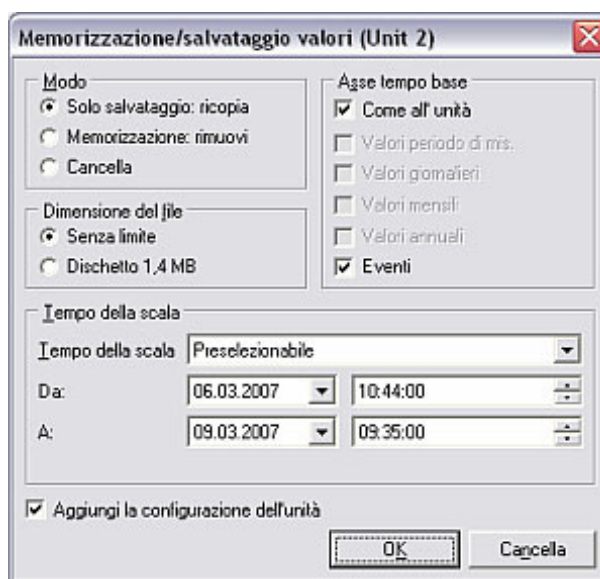 Memorizzazione/salvataggio valori (Unit 2)
Modo
Solo salvataggio: ricopia
Memorizzazione: rimuovi
Cancella
Dimensione del file
Senza limite
Dischetto 1,4 MB
Asse tempo base
Come all' unità
Valori periodo di mis.
Valori giornalieri
Valori mensili
Valori annuali
Eventi
Tempo della scala
Tempo della scala Preselezionabile
Da: 06.03.2007 10:44:00
A: 09.03.2007 09:35:00
Aggiungi la configurazione dell'unità
OK Cancella